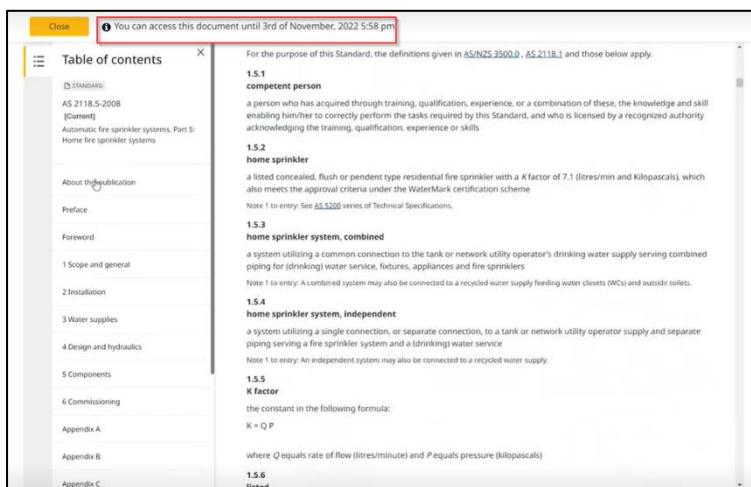 Close
You can access this document until 3rd of November, 2022 5:58 pm
Table of contents
STANDARD
AS 2118.5-2008
[Current]
Automatic fire sprinkler systems, Part 5:
Home fire sprinkler systems
About the publication
Preface
Foreword
1 Scope and general
2 Installation
3 Water supplies
4 Design and hydraulics
5 Components
6 Commissioning
Appendix A
Appendix B
Appendix C
For the purpose of this Standard, the definitions given in AS/NZS 3500.0 , AS 2118.1 and those below apply.
1.5.1
competent person
a person who has acquired through training, qualification, experience, or a combination of these, the knowledge and skill
enabling him/her to correctly perform the tasks required by this Standard, and who is licensed by a recognized authority
acknowledging the training, qualification, experience or skills
1.5.2
home sprinkler
a listed concealed, flush or pendent type residential fire sprinkler with a K factor of 7.1 (litres/min and Kilopascals), which
also meets the approval criteria under the WaterMark certification scheme
Note 1 to entry: See AS 5200 series of Technical Specifications.
1.5.3
home sprinkler system, combined
a system utilizing a common connection to the tank or network utility operator's drinking water supply serving combined
piping for (drinking) water service, fixtures, appliances and fire sprinklers
Note 1 to entry: A combined system may also be connected to a recycled water supply feeding water closets (WCs) and outside toilets.
1.5.4
home sprinkler system, independent
a system utilizing a single connection, or separate connection, to a tank or network utility operator supply and separate
piping serving a fire sprinkler system and a (drinking) water service
Note 1 to entry: An independent system may also be connected to a recycled water supply.
1.5.5
K factor
the constant in the following formula:
K = Q P
where Q equals rate of flow (litres/minute) and P equals pressure (kilopascals)
1.5.6
listed